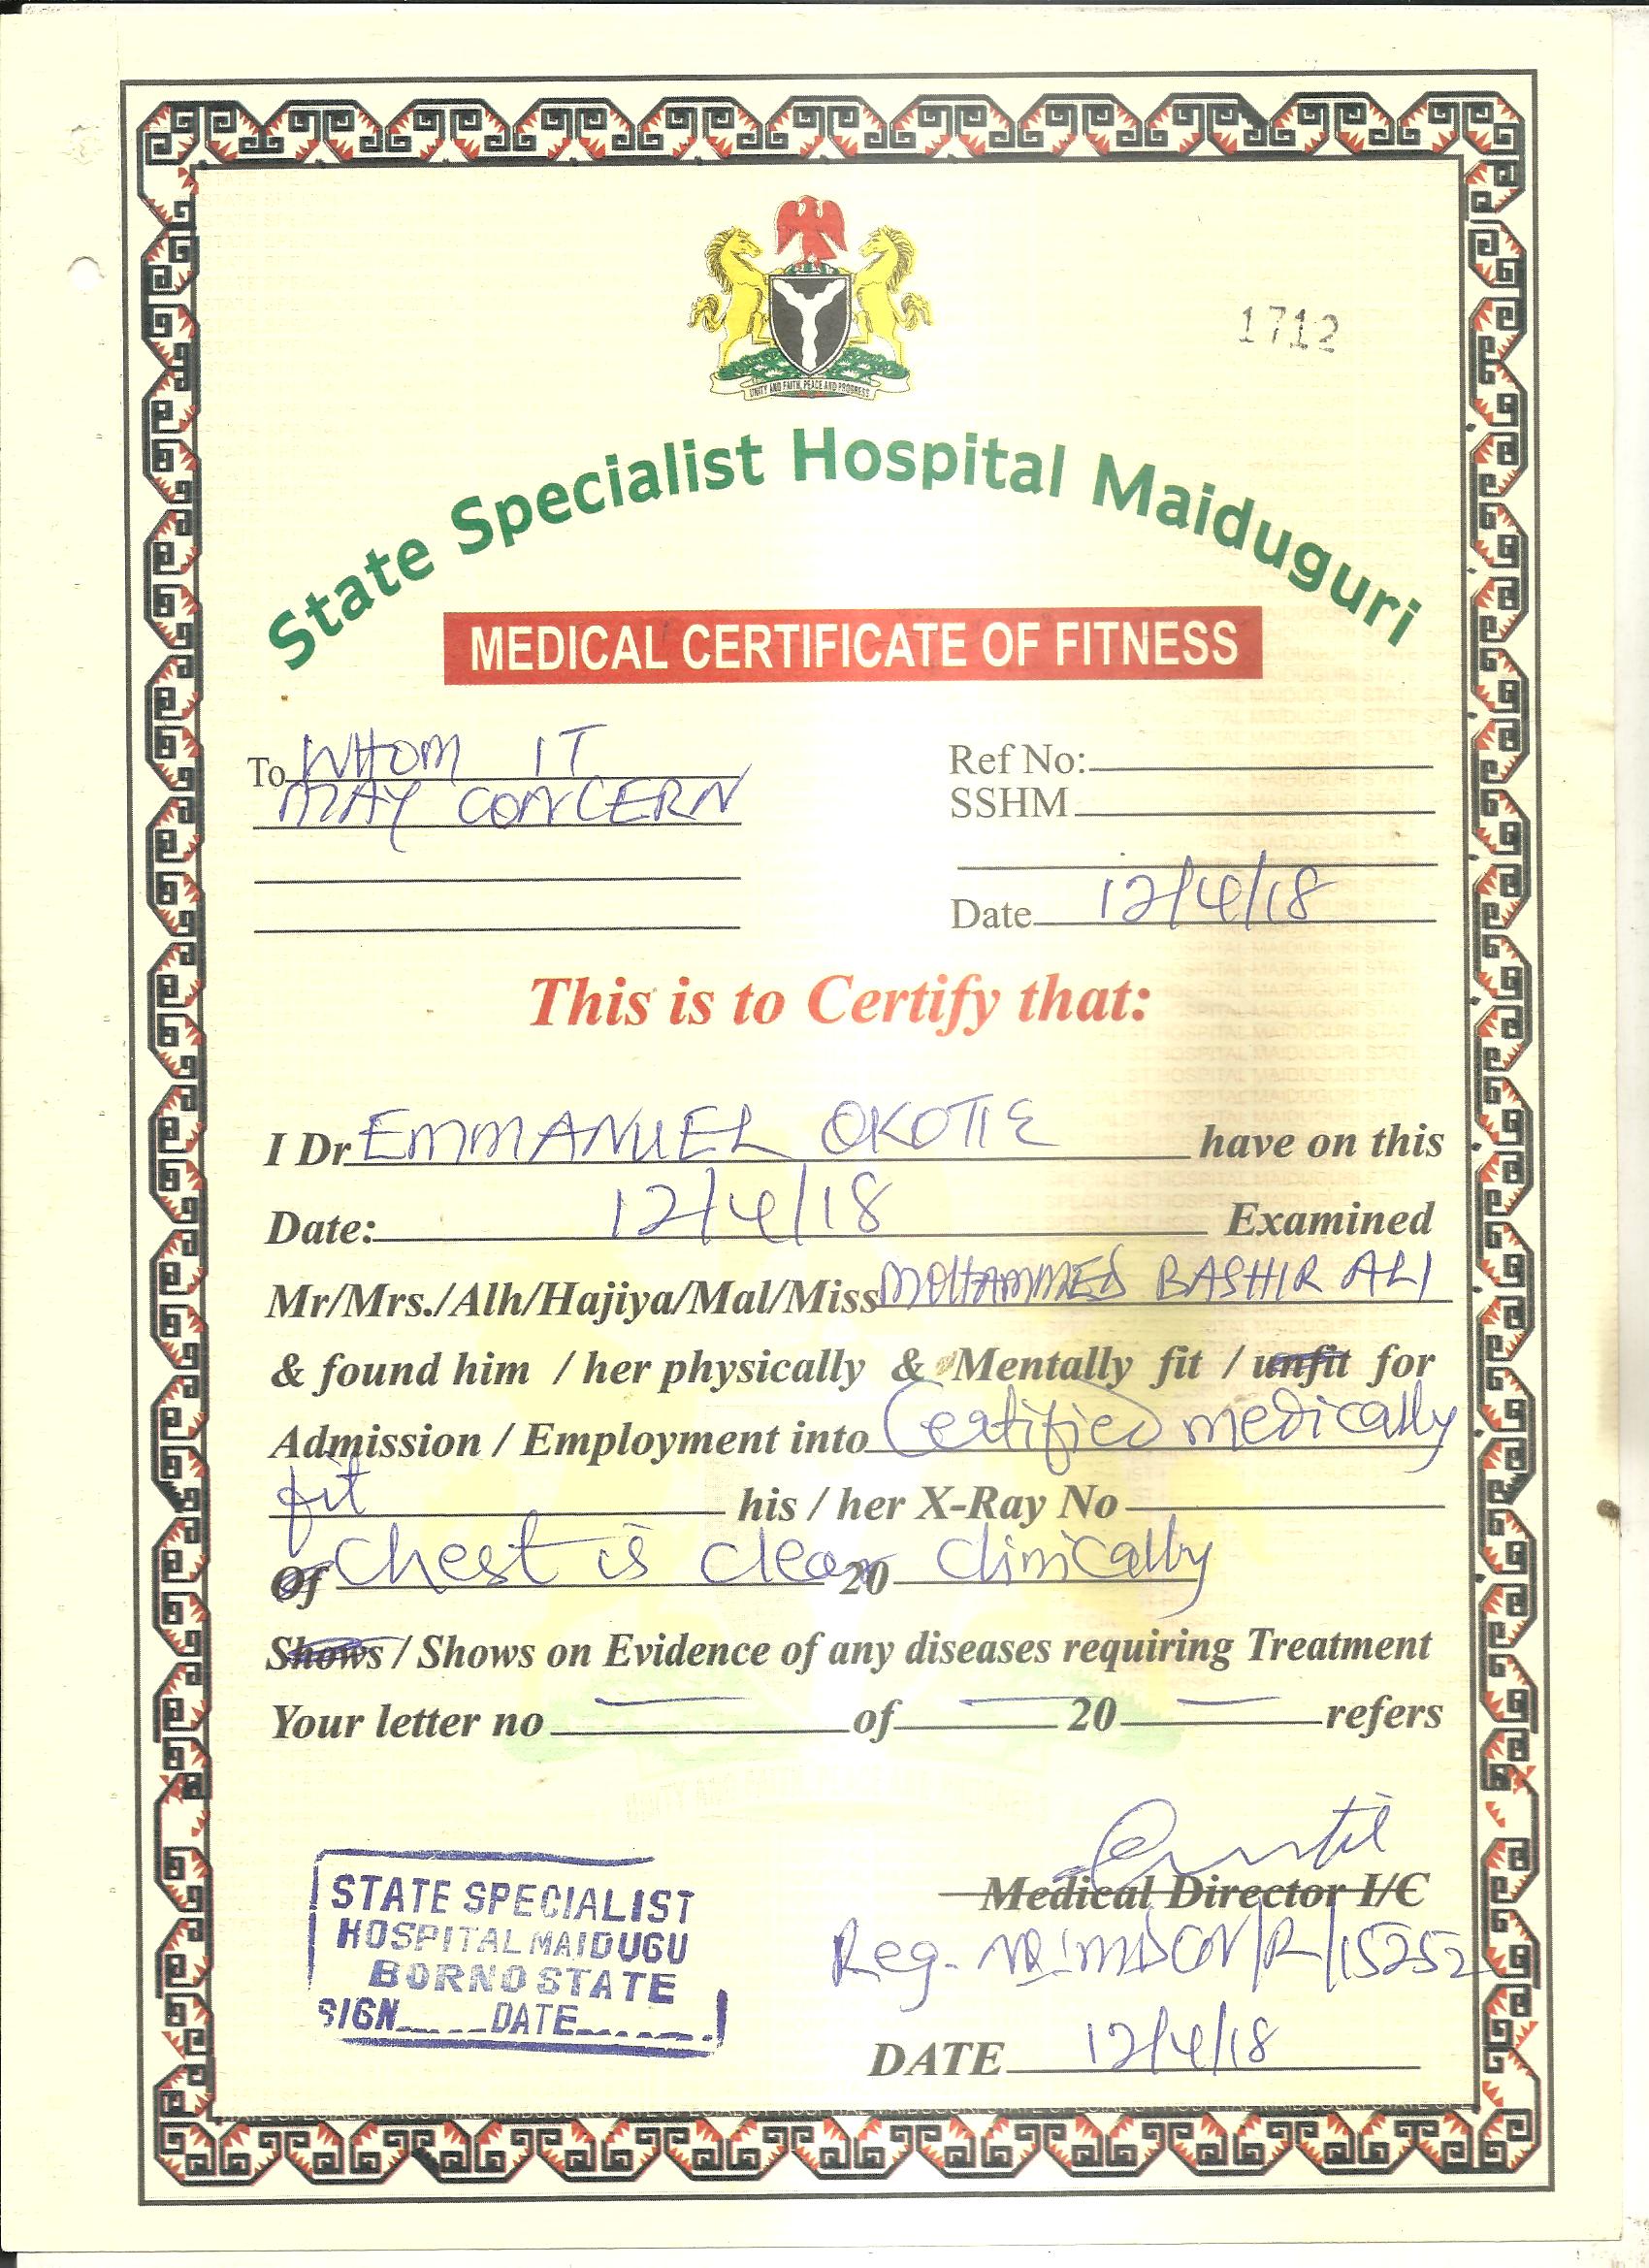 UNITY AND FAITH, PEACE AND PROGRESS
1712
State Specialist Hospital Maiduguri
MEDICAL CERTIFICATE OF FITNESS
To WHOM IT
MAY CONCERN
Ref No:
SSHM
Date 12/4/18
This is to Certify that:
I Dr EMMANUEL OKOTIE have on this
Date: 12/4/18 Examined
Mr/Mrs./Alh/Hajiya/Mal/Miss MOHAMMED BASHIR ALI
& found him / her physically & Mentally fit / unfit for
Admission / Employment into Certified medically
fit his / her X-Ray No
Of Chest is clear 20 clinically
Shows / Shows on Evidence of any diseases requiring Treatment
Your letter no of 20 refers
Medical Director I/C
Reg. No: MDCN/R/15252
DATE 12/4/18
STATE SPECIALIST
HOSPITAL MAIDUGU
BORNO STATE
SIGN DATE